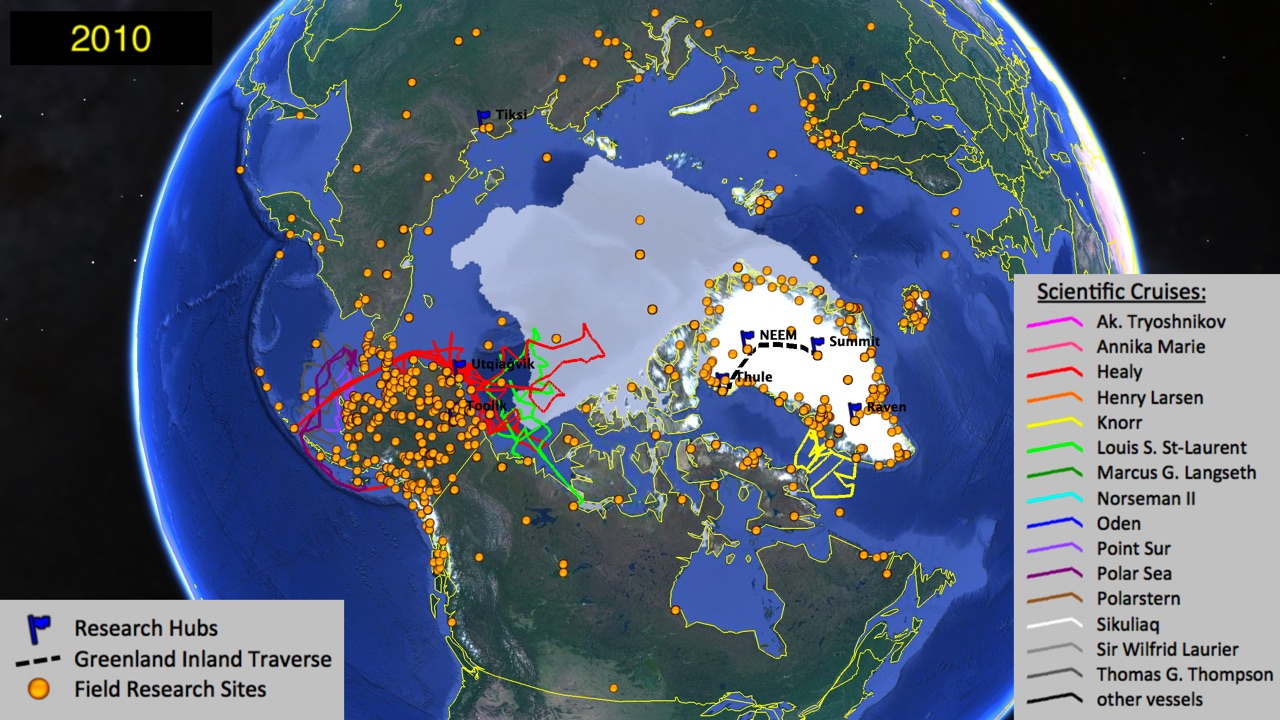 2010
Tiksi
NEEM
Summit
Thule
Raven
Utqiagvik
Toolik
Scientific Cruises:
Ak. Tryoshnikov
Annika Marie
Healy
Henry Larsen
Knorr
Louis S. St-Laurent
Marcus G. Langseth
Norseman II
Oden
Point Sur
Polar Sea
Polarstern
Sikuliaq
Sir Wilfrid Laurier
Thomas G. Thompson
other vessels
Research Hubs
Greenland Inland Traverse
Field Research Sites